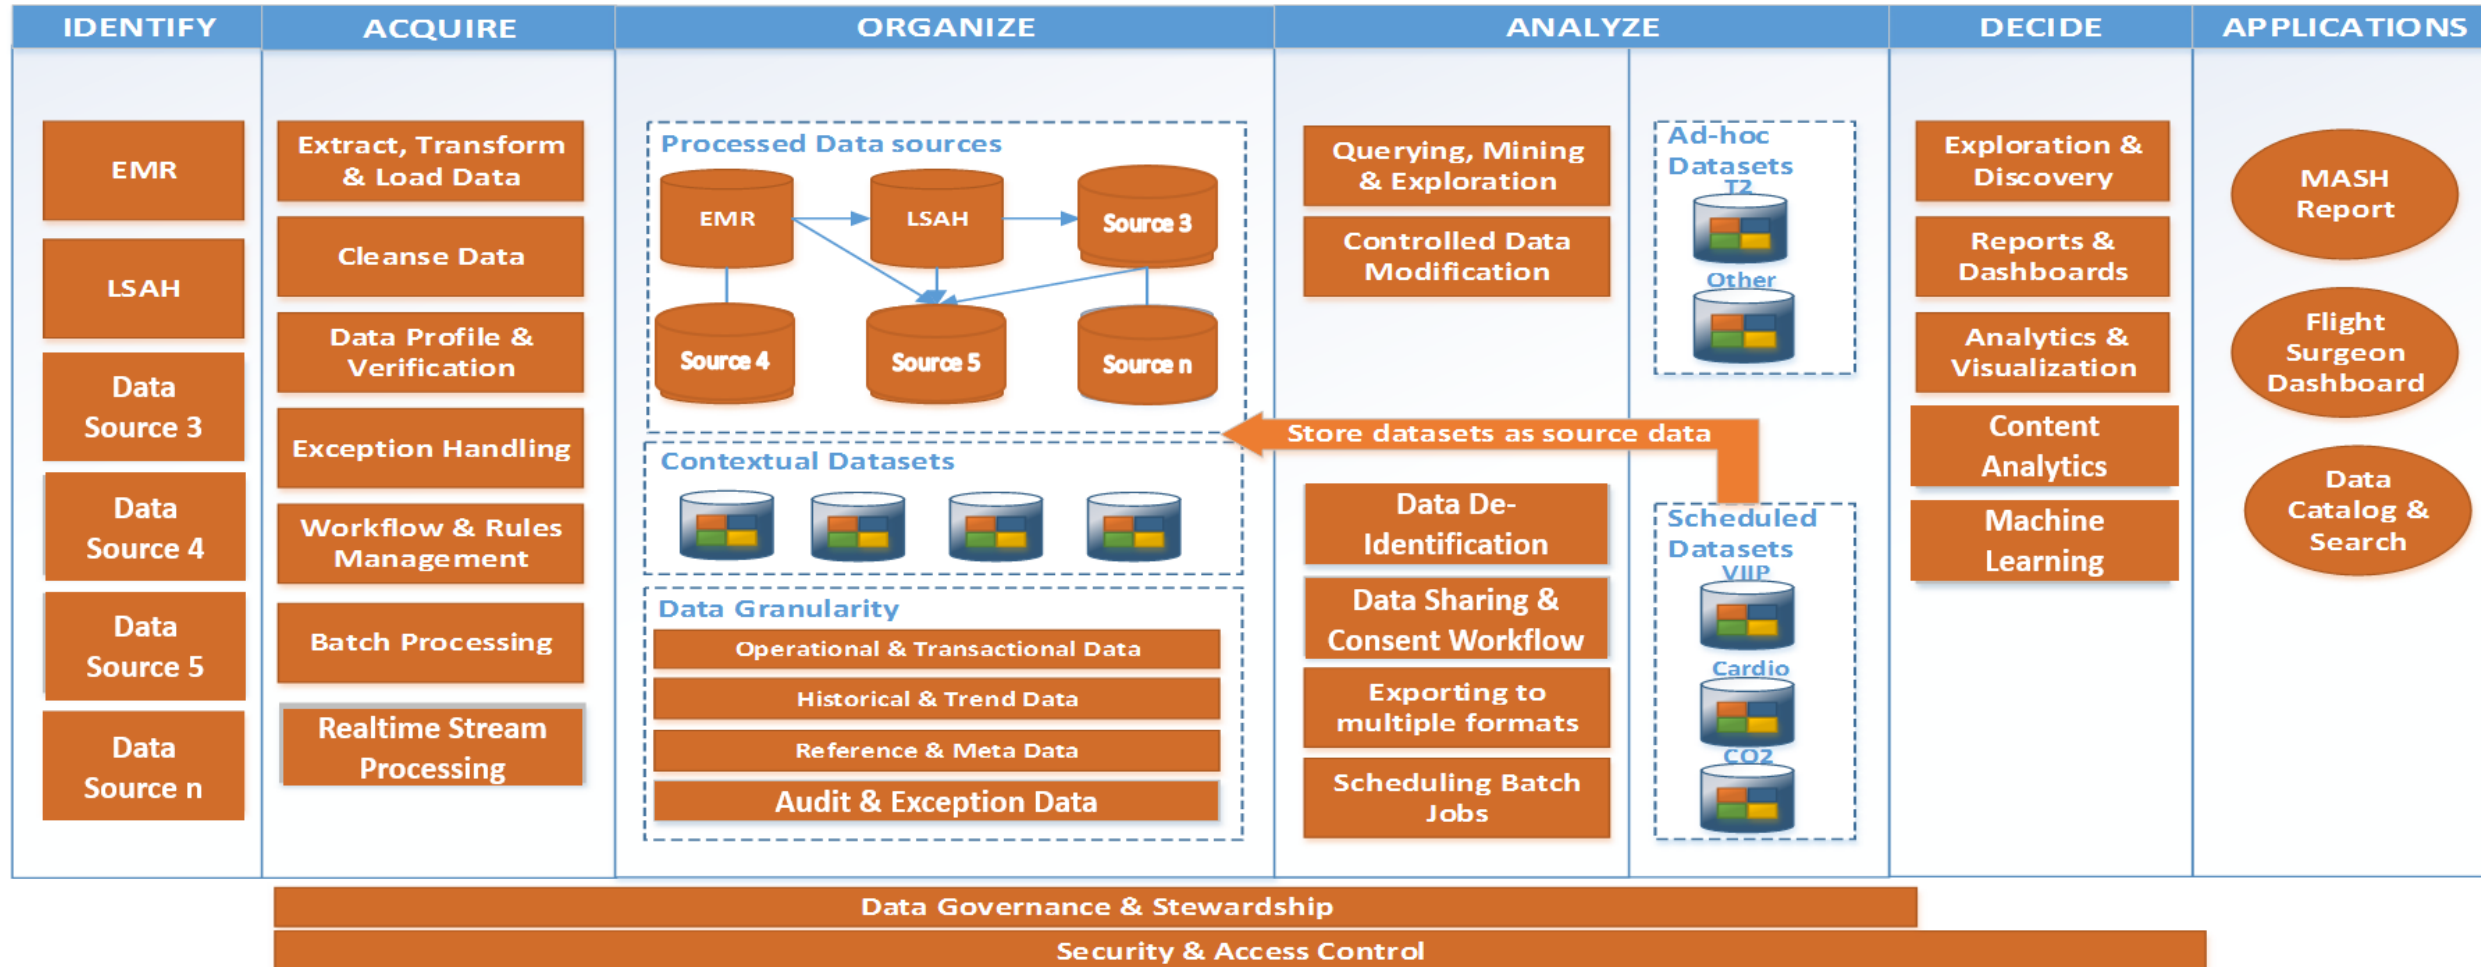 IDENTIFY
ACQUIRE
ORGANIZE
ANALYZE
DECIDE
APPLICATIONS
EMR
LSAH
Data
Source 3
Data
Source 4
Data
Source 5
Data
Source n
Extract, Transform
& Load Data
Cleanse Data
Data Profile &
Verification
Exception Handling
Workflow & Rules
Management
Batch Processing
Realtime Stream
Processing
Processed Data sources
EMR
LSAH
Source 3
Source 4
Source 5
Source n
Contextual Datasets
Data Granularity
Operational & Transactional Data
Historical & Trend Data
Reference & Meta Data
Audit & Exception Data
Querying, Mining
& Exploration
Controlled Data
Modification
Store datasets as source data
Data De-
Identification
Data Sharing &
Consent Workflow
Exporting to
multiple formats
Scheduling Batch
Jobs
Ad-hoc
Datasets
T2
Other
Scheduled
Datasets
VIIP
Cardio
CO2
Exploration &
Discovery
Reports &
Dashboards
Analytics &
Visualization
Content
Analytics
Machine
Learning
MASH
Report
Flight
Surgeon
Dashboard
Data
Catalog &
Search
Data Governance & Stewardship
Security & Access Control